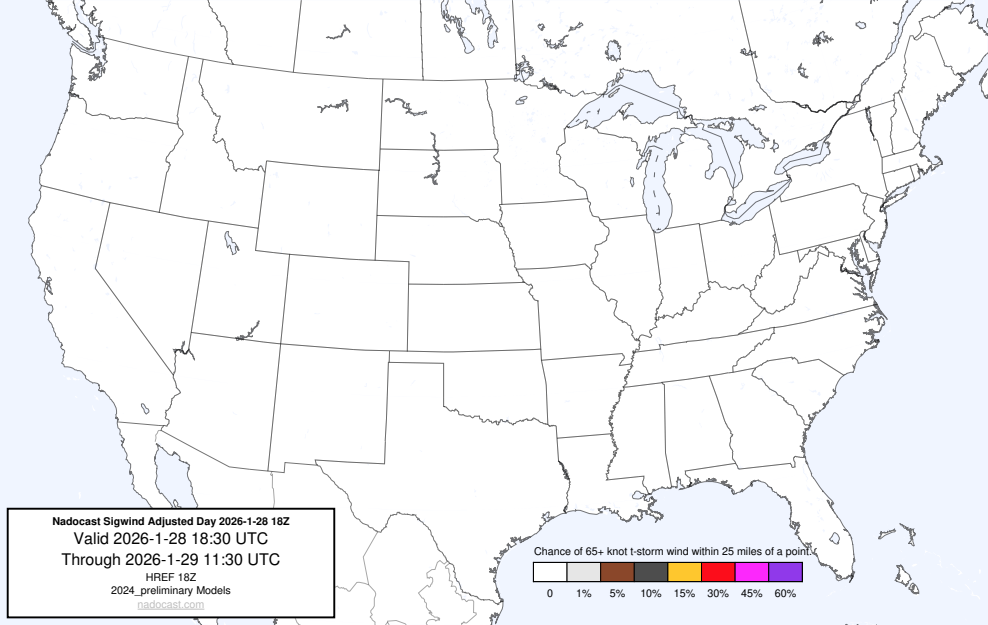 Nadocast Sigwind Adjusted Day 2026-1-28 18Z
Valid 2026-1-28 18:30 UTC
Through 2026-1-29 11:30 UTC
HREF 18Z
2024_preliminary Models
nadocast.com
Chance of 65+ knot t-storm wind within 25 miles of a point.
0 1% 5% 10% 15% 30% 45% 60%